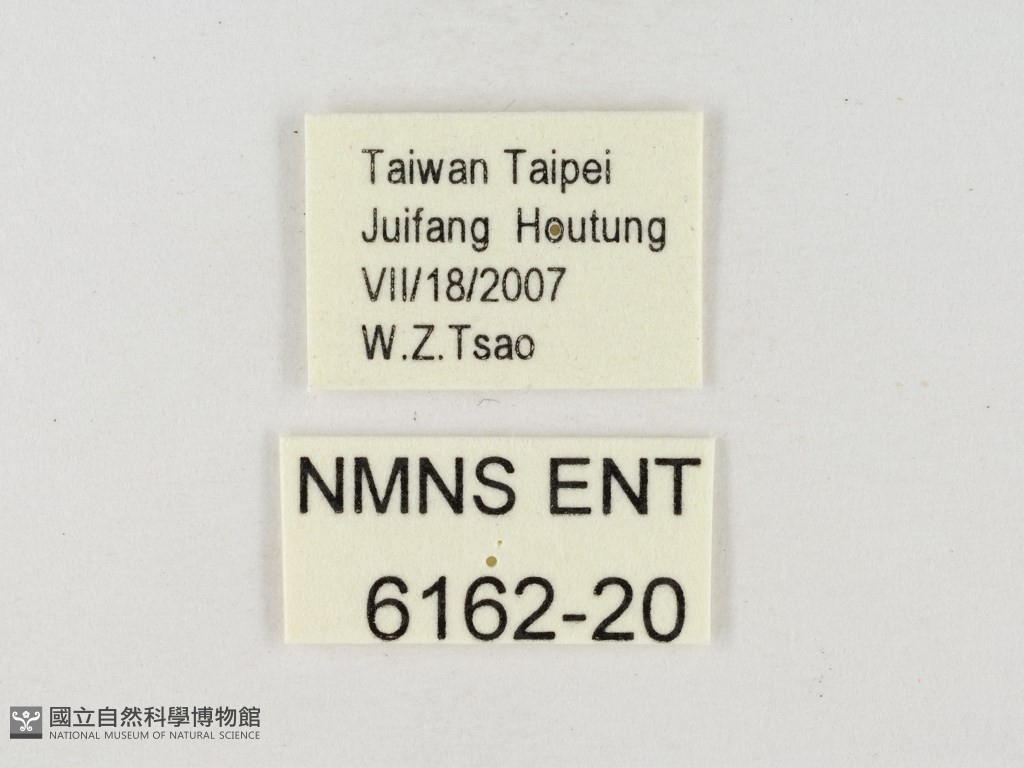 Taiwan Taipei
Juifang Houtung
VII/18/2007
W.Z.Tsao
NMNS ENT
6162-20
國立自然科學博物館
NATIONAL MUSEUM OF NATURAL SCIENCE